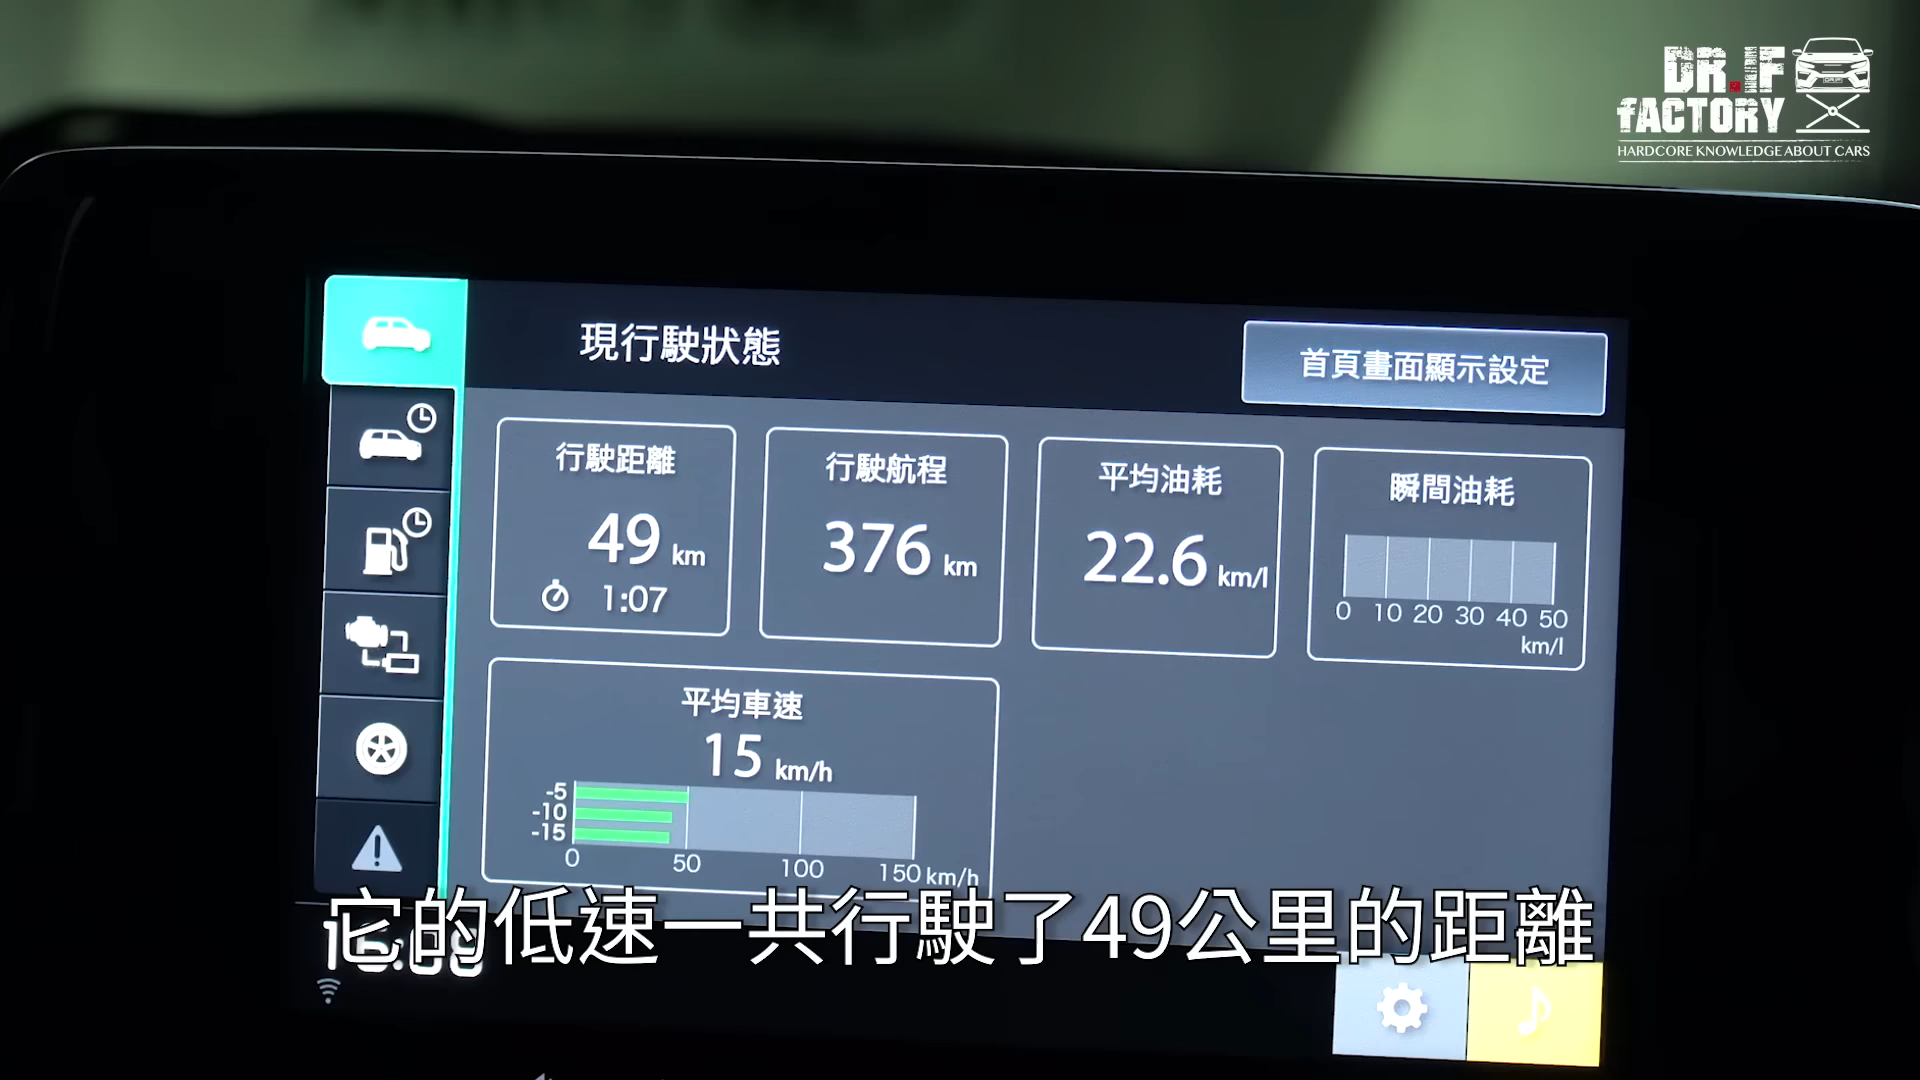 DR.IF
fACTORY
HARDCORE KNOWLEDGE ABOUT CARS
現行駛狀態
首頁畫面顯示設定
行駛距離
49 km
1:07
行駛航程
376 km
平均油耗
22.6 km/l
瞬間油耗
0 10 20 30 40 50
km/l
平均車速
15 km/h
-5
-10
-15
0 50 100 150 km/h
它的低速一共行駛了49公里的距離